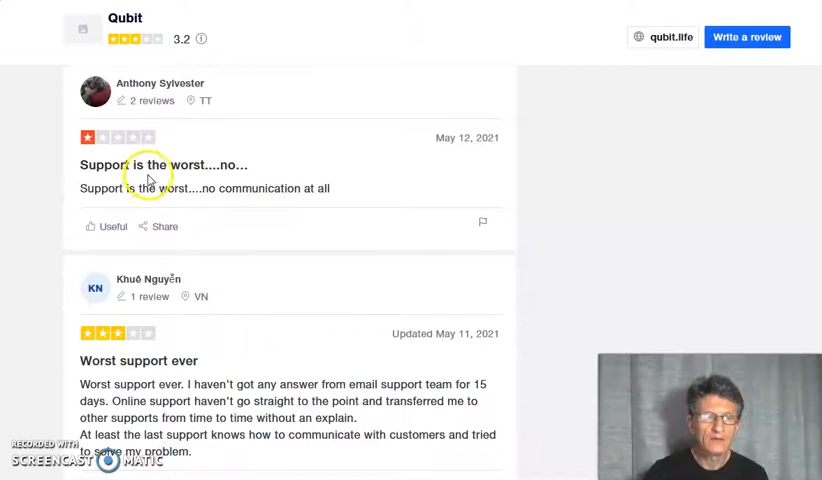 Qubit
3.2
qubit.life
Write a review
Anthony Sylvester
2 reviews TT
May 12, 2021
Support is the worst....no...
Support is the worst....no communication at all
Useful Share
KN
Khuê Nguyễn
1 review VN
Updated May 11, 2021
Worst support ever
Worst support ever. I haven't got any answer from email support team for 15
days. Online support haven't go straight to the point and transferred me to
other supports from time to time without an explain.
At least the last support knows how to communicate with customers and tried
to solve my problem.
RECORDED WITH
SCREENCAST MATIC